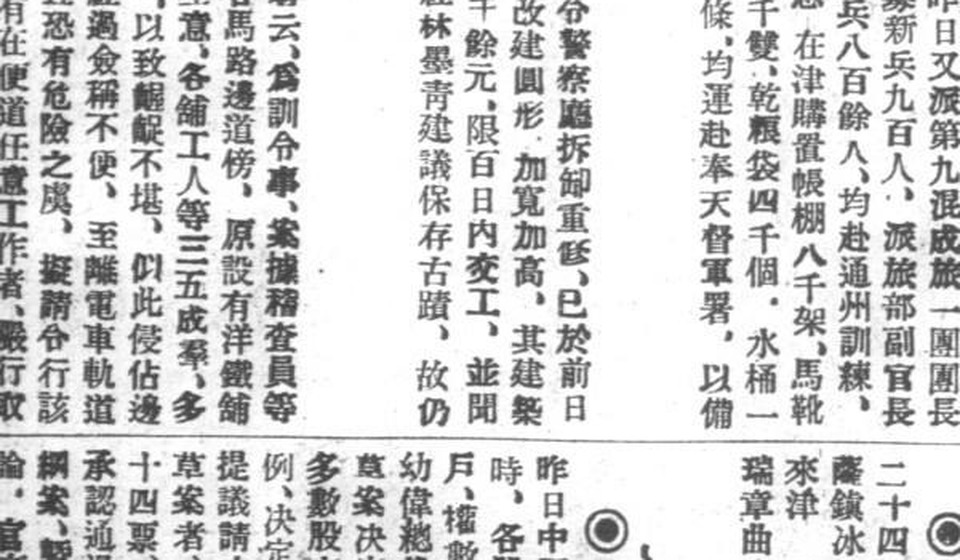 昨日又派第九混成旅一團團長
募新兵九百人、派旅部副官長
兵八百餘人、均赴通州訓練、
在津購置帳棚八千架、馬靴
千雙、乾粮袋四千個、水桶一
條、均運赴奉天督軍署、以備
令警察廳拆卸重修、已於前日
改建圓形、加寬加高、其建築
千餘元、限百日內交工、並聞
林墨青建議保存古蹟、故仍
云、爲訓令事、案據稽查員等
馬路邊道傍、原設有洋鐵舖
意、各舖工人等三五成羣、多
、以致齷齪不堪、似此侵佔邊
過僉稱不便、至離電車軌道
恐有危險之虞、擬請令行該
有在便道任意工作者、嚴行取
二十四
薩鎮冰
來津
瑞章曲
◉
昨日中
時、各
戶、權數
幼偉總
草案决
多數股
例、决定
提議請
草案者、
十四票、
承認通過
綱案、
論、官